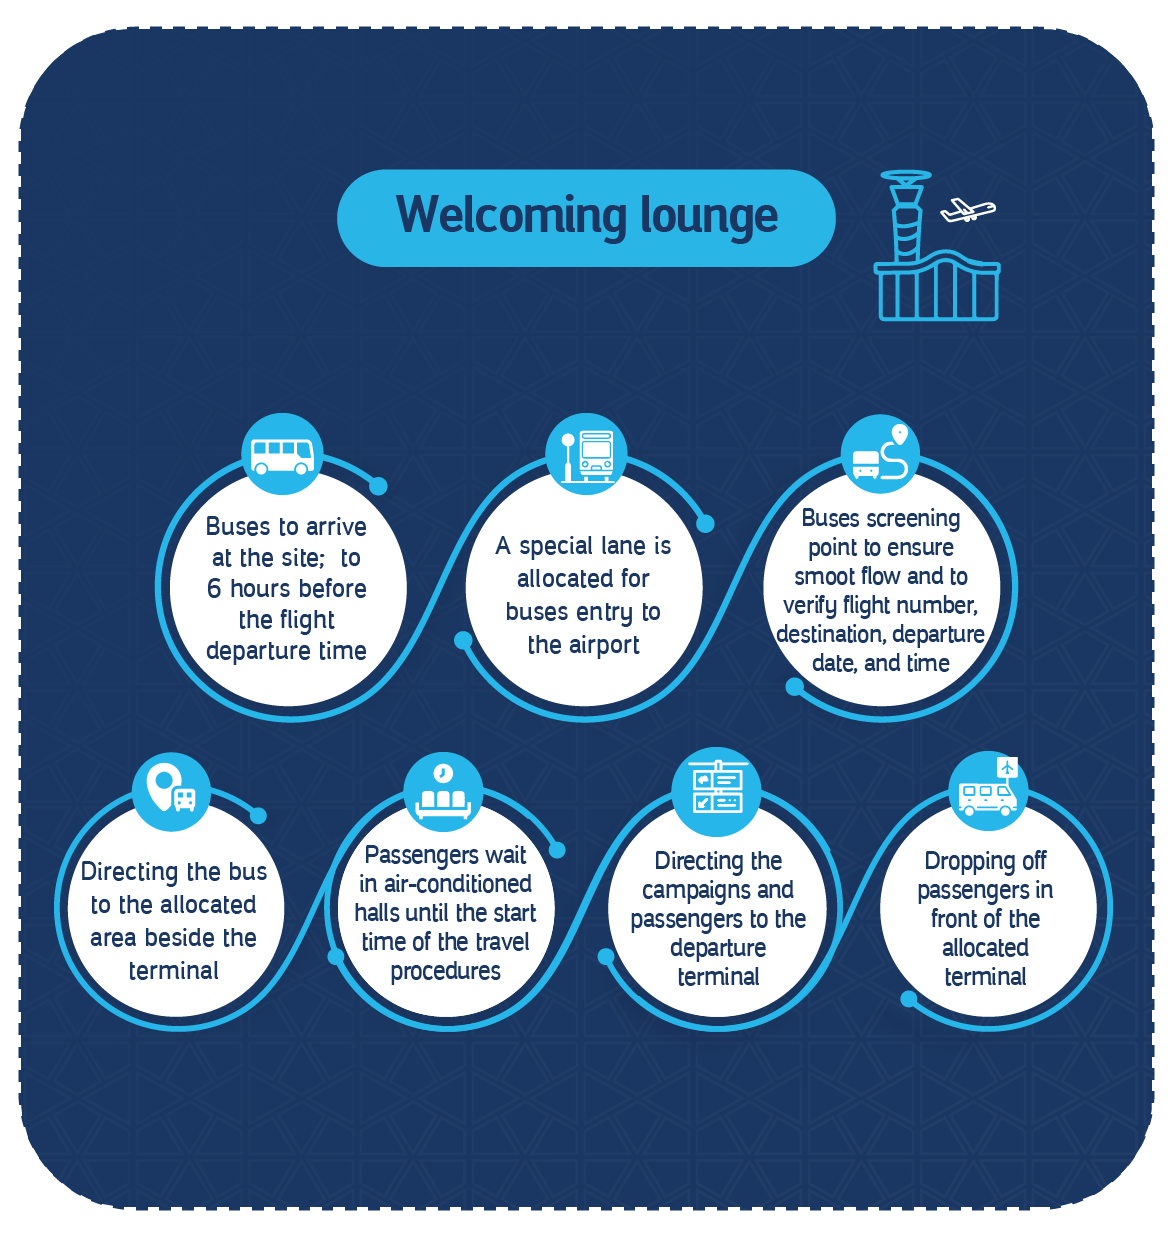 Welcoming lounge
Buses to arrive
at the site;  to
6 hours before
the flight
departure time
A special lane is
allocated for
buses entry to
the airport
Buses screening
point to ensure
smoot flow and to
verify flight number,
destination, departure
date, and time
Directing the bus
to the allocated
area beside the
terminal
Passengers wait
in air-conditioned
halls until the start
time of the travel
procedures
Directing the
campaigns and
passengers to the
departure
terminal
Dropping off
passengers in
front of the
allocated
terminal